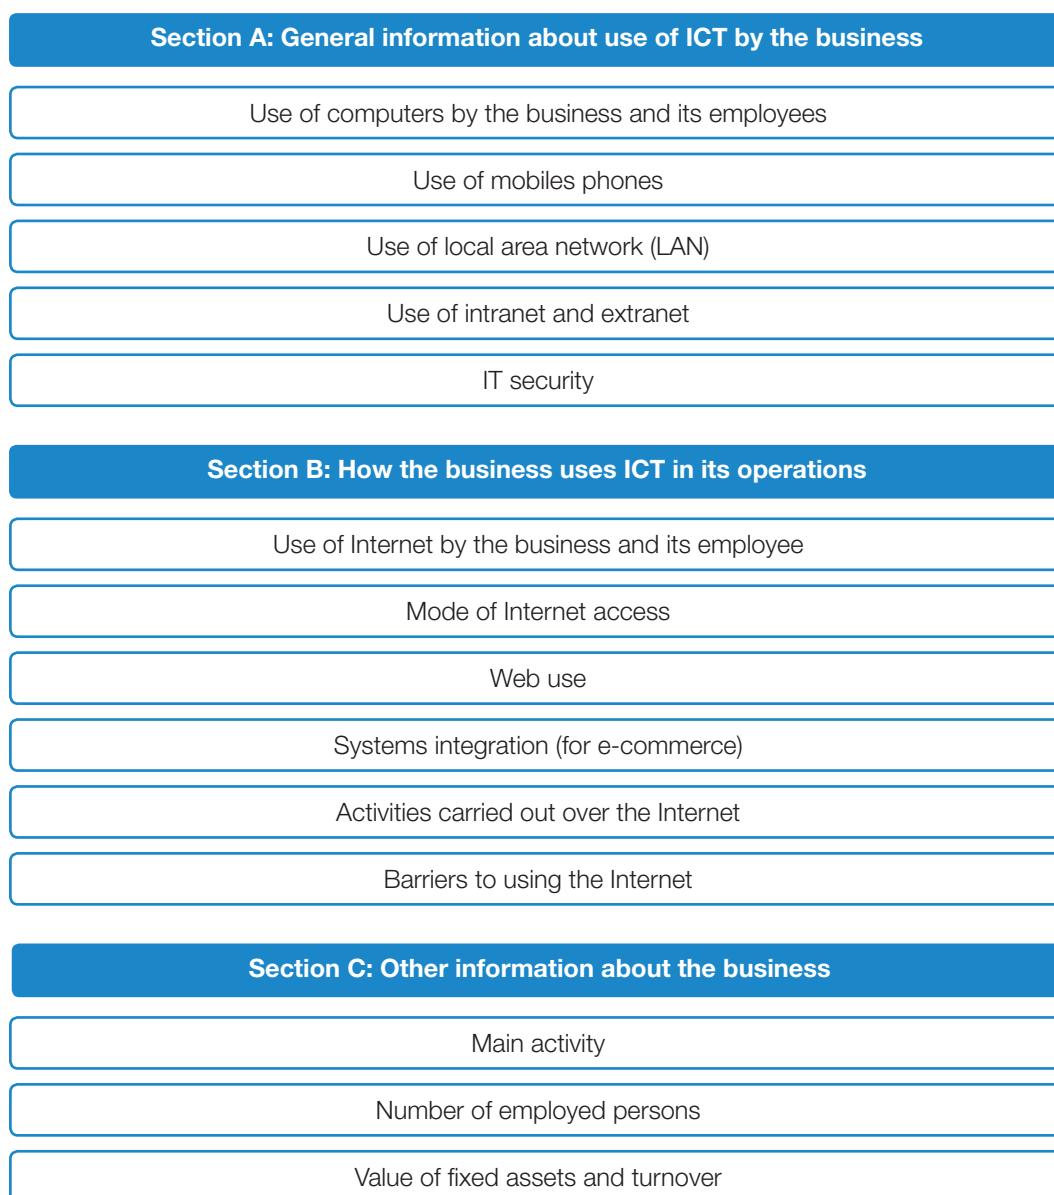 Section A: General information about use of ICT by the business
Use of computers by the business and its employees
Use of mobiles phones
Use of local area network (LAN)
Use of intranet and extranet
IT security
Section B: How the business uses ICT in its operations
Use of Internet by the business and its employee
Mode of Internet access
Web use
Systems integration (for e-commerce)
Activities carried out over the Internet
Barriers to using the Internet
Section C: Other information about the business
Main activity
Number of employed persons
Value of fixed assets and turnover